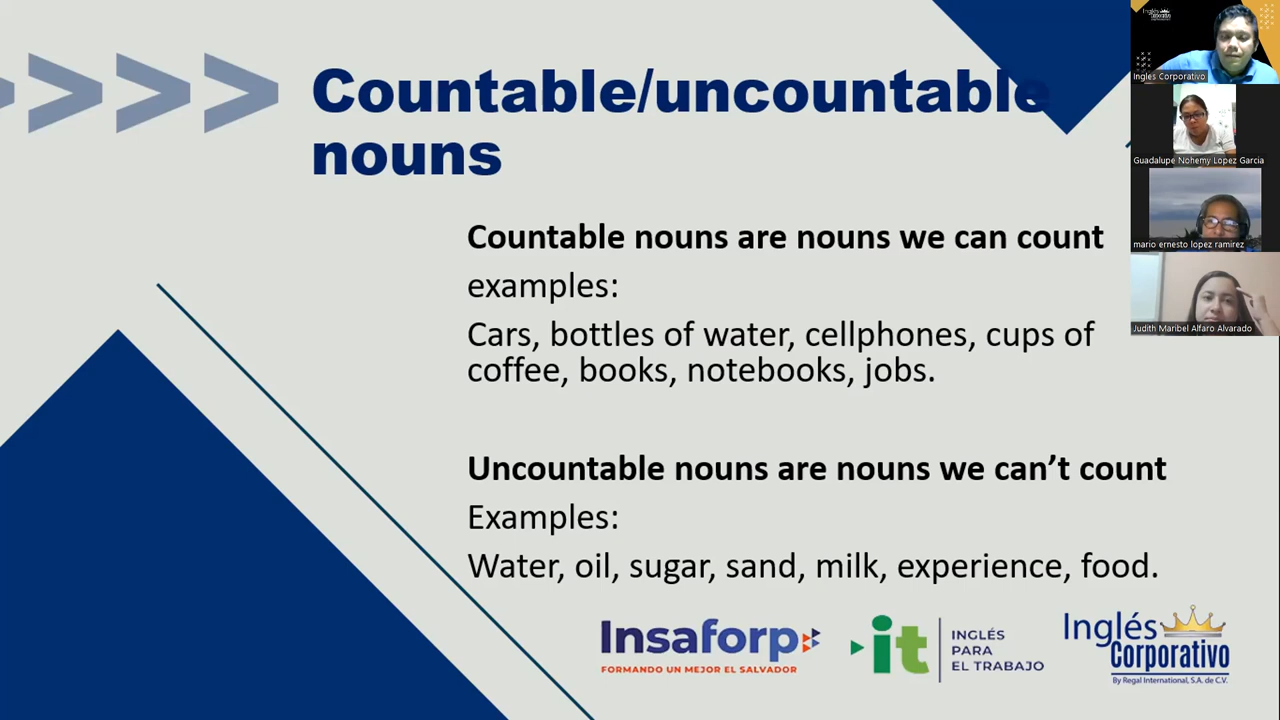 Countable/uncountable
nouns
Countable nouns are nouns we can count
examples:
Cars, bottles of water, cellphones, cups of
coffee, books, notebooks, jobs.
Uncountable nouns are nouns we can’t count
Examples:
Water, oil, sugar, sand, milk, experience, food.
Insaforp
FORMANDO UN MEJOR EL SALVADOR
it
INGLÉS
PARA
EL TRABAJO
Inglés
Corporativo
By Regal International, S.A. de C.V.
Inglés
Corporativo
Ingles Corporativo
Guadalupe Nohemy Lopez Garcia
mario ernesto lopez ramirez
Judith Maribel Alfaro Alvarado